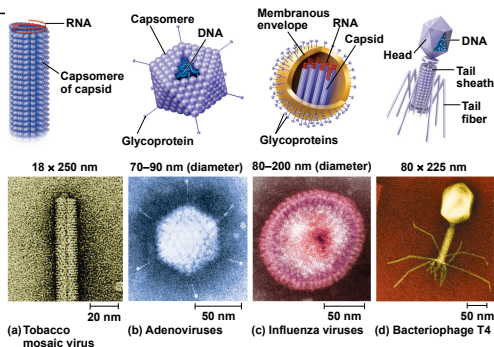 RNA
Capsomere
of capsid
Capsomere
DNA
Glycoprotein
Membranous
envelope
RNA
Capsid
Glycoproteins
Head
DNA
Tail
sheath
Tail
fiber
18 × 250 nm
70–90 nm (diameter)
80–200 nm (diameter)
80 × 225 nm
20 nm
50 nm
50 nm
50 nm
(a) Tobacco
mosaic virus
(b) Adenoviruses
(c) Influenza viruses
(d) Bacteriophage T4